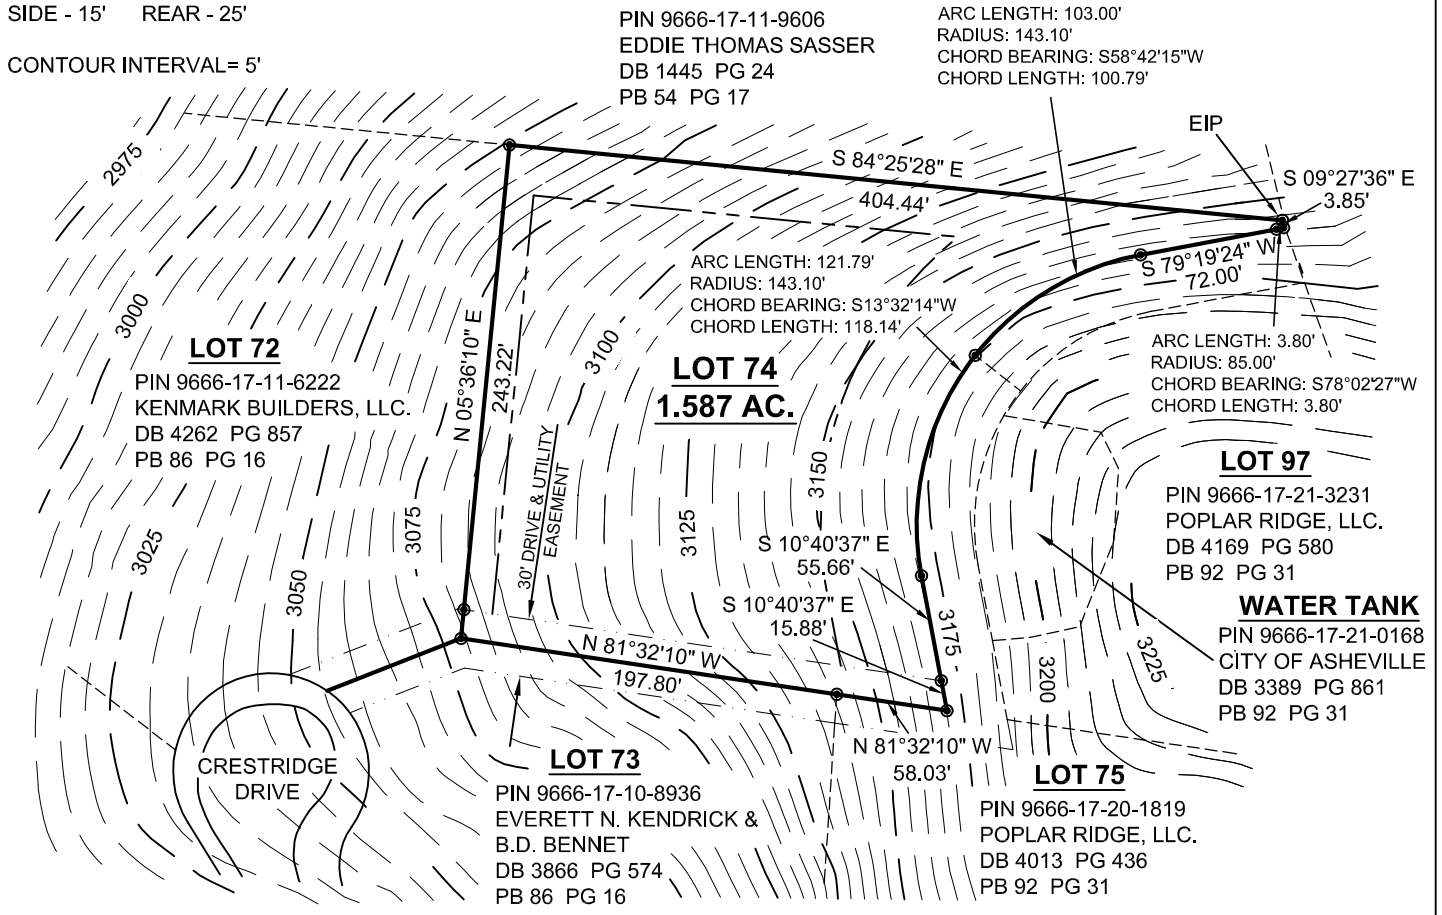 SIDE - 15' REAR - 25'
CONTOUR INTERVAL= 5'
PIN 9666-17-11-9606
EDDIE THOMAS SASSER
DB 1445 PG 24
PB 54 PG 17
ARC LENGTH: 103.00'
RADIUS: 143.10'
CHORD BEARING: S58°42'15"W
CHORD LENGTH: 100.79'
EIP
2975
S 84°25'28" E
404.44'
S 09°27'36" E
3.85'
S 79°19'24" W
72.00'
ARC LENGTH: 121.79'
RADIUS: 143.10'
CHORD BEARING: S13°32'14"W
CHORD LENGTH: 118.14'
3000
N 05°36'10" E
243.22'
3100
ARC LENGTH: 3.80'
RADIUS: 85.00'
CHORD BEARING: S78°02'27"W
CHORD LENGTH: 3.80'
LOT 72
PIN 9666-17-11-6222
KENMARK BUILDERS, LLC.
DB 4262 PG 857
PB 86 PG 16
LOT 74
1.587 AC.
3150
LOT 97
PIN 9666-17-21-3231
POPLAR RIDGE, LLC.
DB 4169 PG 580
PB 92 PG 31
30' DRIVE & UTILITY
EASEMENT
3025
3075
3125
3050
S 10°40'37" E
55.66'
S 10°40'37" E
15.88'
3175
WATER TANK
PIN 9666-17-21-0168
CITY OF ASHEVILLE
DB 3389 PG 861
PB 92 PG 31
3200
3225
N 81°32'10" W
197.80'
N 81°32'10" W
58.03'
CRESTRIDGE
DRIVE
LOT 73
PIN 9666-17-10-8936
EVERETT N. KENDRICK &
B.D. BENNET
DB 3866 PG 574
PB 86 PG 16
LOT 75
PIN 9666-17-20-1819
POPLAR RIDGE, LLC.
DB 4013 PG 436
PB 92 PG 31